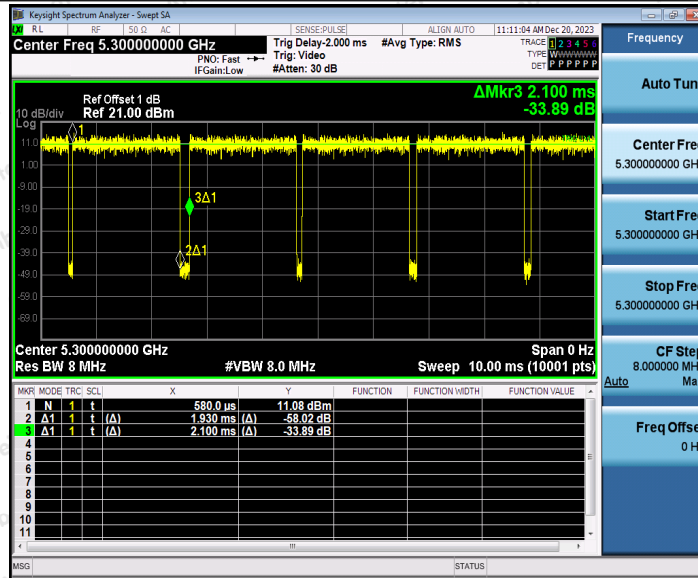 Keysight Spectrum Analyzer - Swept SA
LXI RL RF 50 Ω AC SENSE:PULSE ALIGN AUTO 11:11:04 AM Dec 20, 2023
Center Freq 5.300000000 GHz
PNO: Fast
IFGain:Low
Trig Delay-2.000 ms
Trig: Video
#Atten: 30 dB
#Avg Type: RMS
TRACE 1 2 3 4 5 6
TYPE WWWWWW
DET P P P P P P
ΔMkr3 2.100 ms
-33.89 dB
10 dB/div
Log
Ref Offset 1 dB
Ref 21.00 dBm
11.0
1.00
-9.00
-19.0
-29.0
-39.0
-49.0
-59.0
-69.0
1
3Δ1
2Δ1
Center 5.300000000 GHz
Span 0 Hz
Res BW 8 MHz
#VBW 8.0 MHz
Sweep 10.00 ms (10001 pts)
MKR MODE TRC SCL X Y FUNCTION FUNCTION WIDTH FUNCTION VALUE
1 N 1 t 580.0 µs 11.08 dBm
2 Δ1 1 t (Δ) 1.930 ms (Δ) -58.02 dB
3 Δ1 1 t (Δ) 2.100 ms (Δ) -33.89 dB
4
5
6
7
8
9
10
11
MSG
STATUS
Frequency
Auto Tun
Center Fre
5.300000000 GH
Start Fre
5.300000000 GH
Stop Fre
5.300000000 GH
CF Ste
8.000000 MH
Auto Ma
Freq Offse
0 H